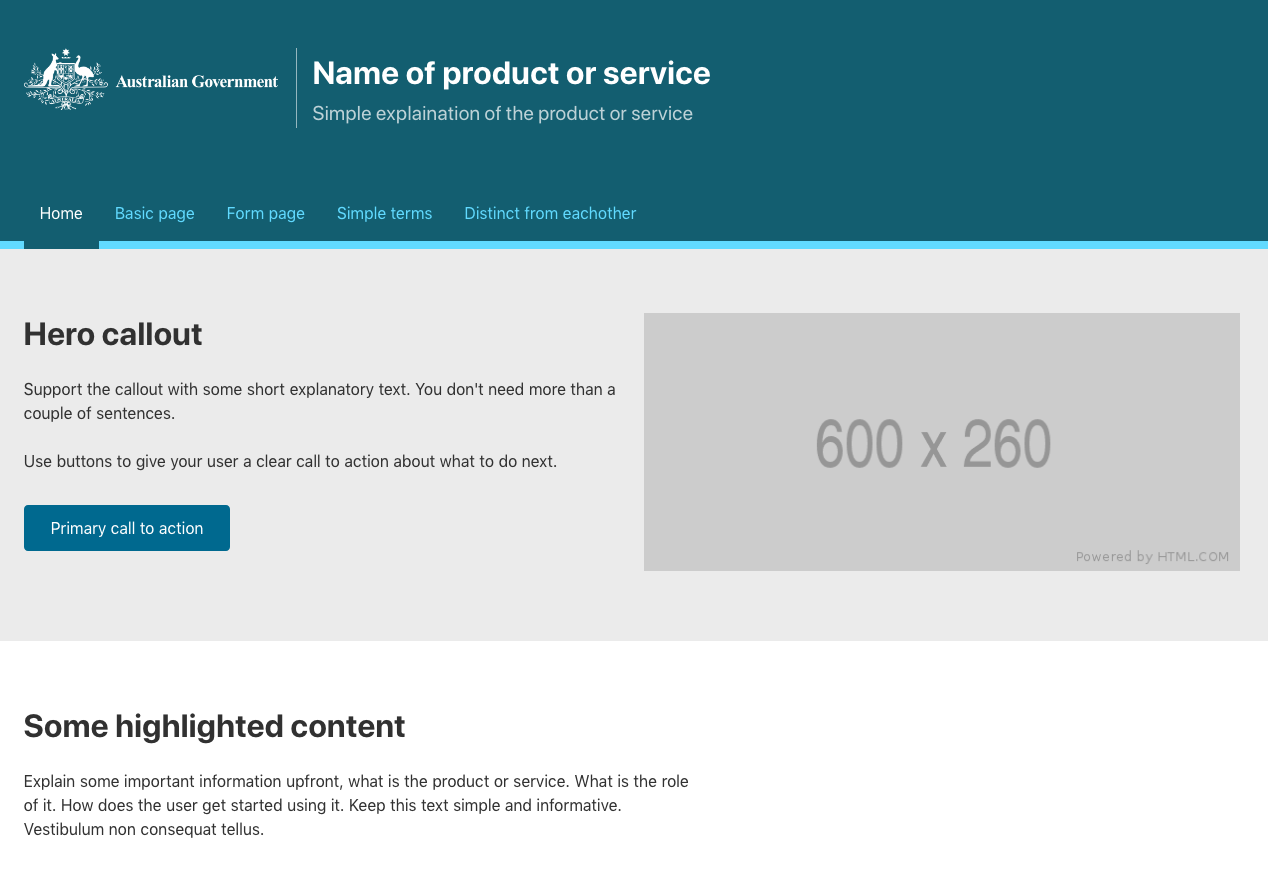 Australian Government
Name of product or service
Simple explaination of the product or service
Home
Basic page
Form page
Simple terms
Distinct from eachother
Hero callout
Support the callout with some short explanatory text. You don't need more than a
couple of sentences.
Use buttons to give your user a clear call to action about what to do next.
Primary call to action
600 x 260
Powered by HTML.COM
Some highlighted content
Explain some important information upfront, what is the product or service. What is the role
of it. How does the user get started using it. Keep this text simple and informative.
Vestibulum non consequat tellus.